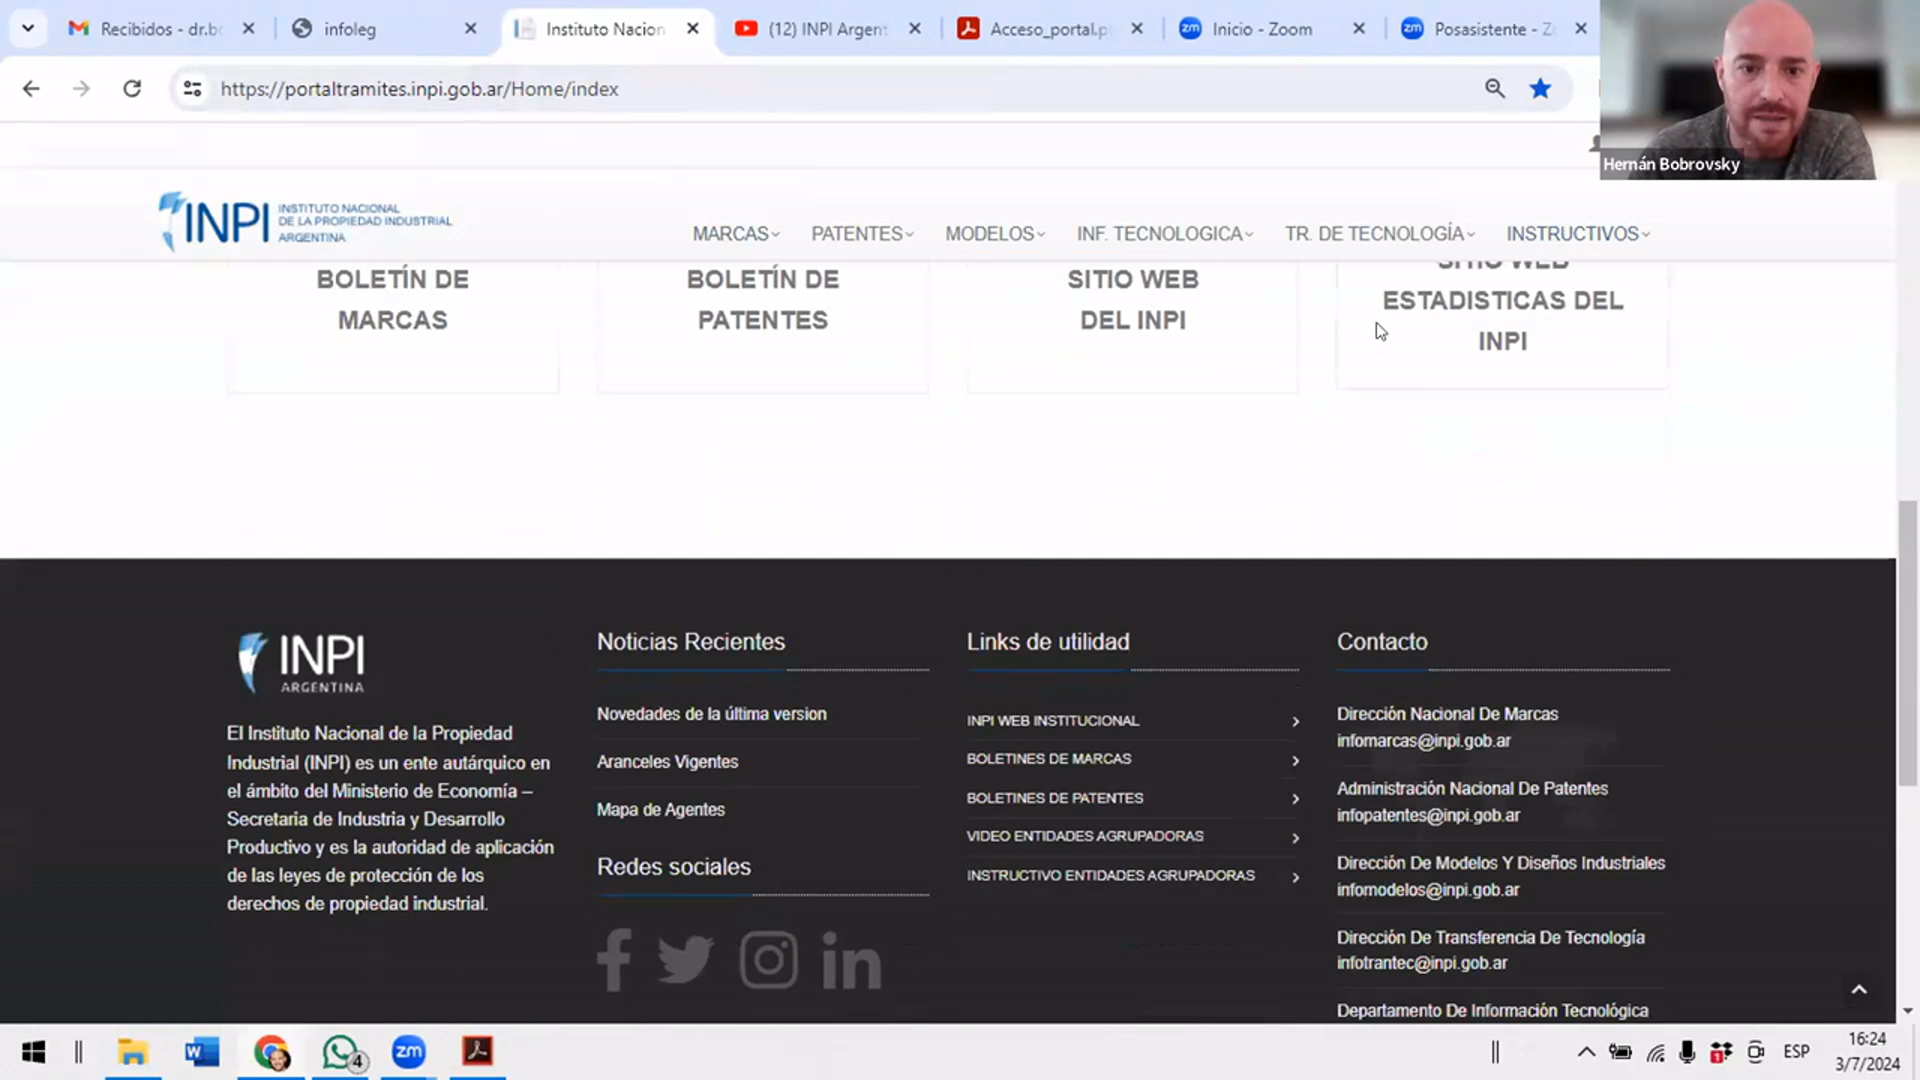 Recibidos - dr.bc
infoleg
Instituto Nacion
(12) INPI Argent
Acceso_portal.p
Inicio - Zoom
Posasistente - Z
https://portaltramites.inpi.gob.ar/Home/index
Hernán Bobrovsky
INPI
INSTITUTO NACIONAL
DE LA PROPIEDAD INDUSTRIAL
ARGENTINA
MARCAS
PATENTES
MODELOS
INF. TECNOLOGICA
TR. DE TECNOLOGÍA
INSTRUCTIVOS
BOLETÍN DE
MARCAS
BOLETÍN DE
PATENTES
SITIO WEB
DEL INPI
SITIO WEB
ESTADISTICAS DEL
INPI
INPI
ARGENTINA
El Instituto Nacional de la Propiedad
Industrial (INPI) es un ente autárquico en
el ámbito del Ministerio de Economía –
Secretaria de Industria y Desarrollo
Productivo y es la autoridad de aplicación
de las leyes de protección de los
derechos de propiedad industrial.
Noticias Recientes
Novedades de la última version
Aranceles Vigentes
Mapa de Agentes
Redes sociales
Links de utilidad
INPI WEB INSTITUCIONAL
BOLETINES DE MARCAS
BOLETINES DE PATENTES
VIDEO ENTIDADES AGRUPADORAS
INSTRUCTIVO ENTIDADES AGRUPADORAS
Contacto
Dirección Nacional De Marcas
infomarcas@inpi.gob.ar
Administración Nacional De Patentes
infopatentes@inpi.gob.ar
Dirección De Modelos Y Diseños Industriales
infomodelos@inpi.gob.ar
Dirección De Transferencia De Tecnología
infotrantec@inpi.gob.ar
Departamento De Información Tecnológica
4
zm
ESP
16:24
3/7/2024